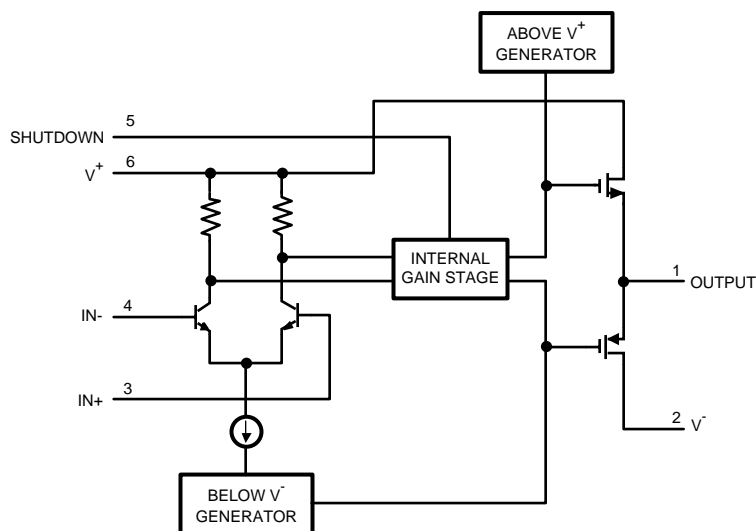 ABOVE V+
GENERATOR
5
SHUTDOWN
6
V+
INTERNAL
GAIN STAGE
1
OUTPUT
4
IN-
3
IN+
2
V-
BELOW V-
GENERATOR